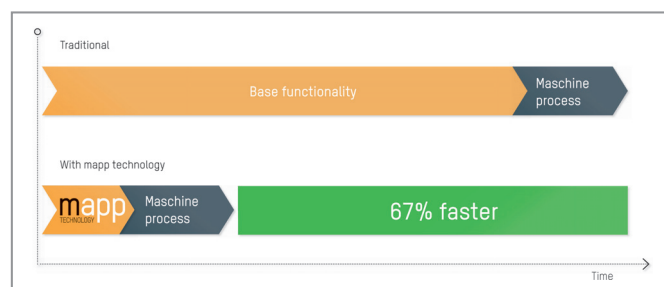 Traditional
Base functionality
Maschine
process
With mapp technology
mapp
TECHNOLOGY
Maschine
process
67% faster
Time